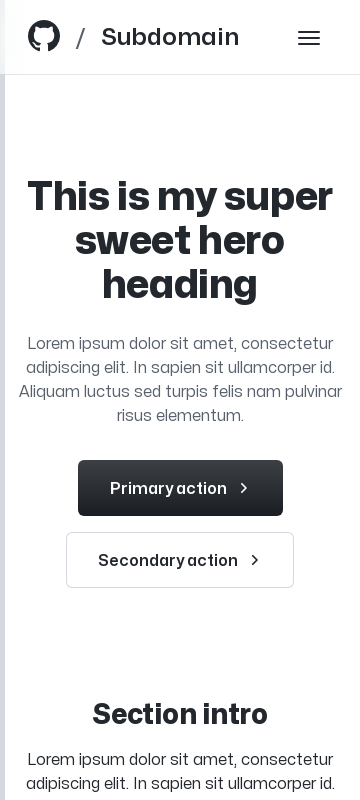 / Subdomain
This is my super
sweet hero
heading
Lorem ipsum dolor sit amet, consectetur
adipiscing elit. In sapien sit ullamcorper id.
Aliquam luctus sed turpis felis nam pulvinar
risus elementum.
Primary action
Secondary action
Section intro
Lorem ipsum dolor sit amet, consectetur
adipiscing elit. In sapien sit ullamcorper id.